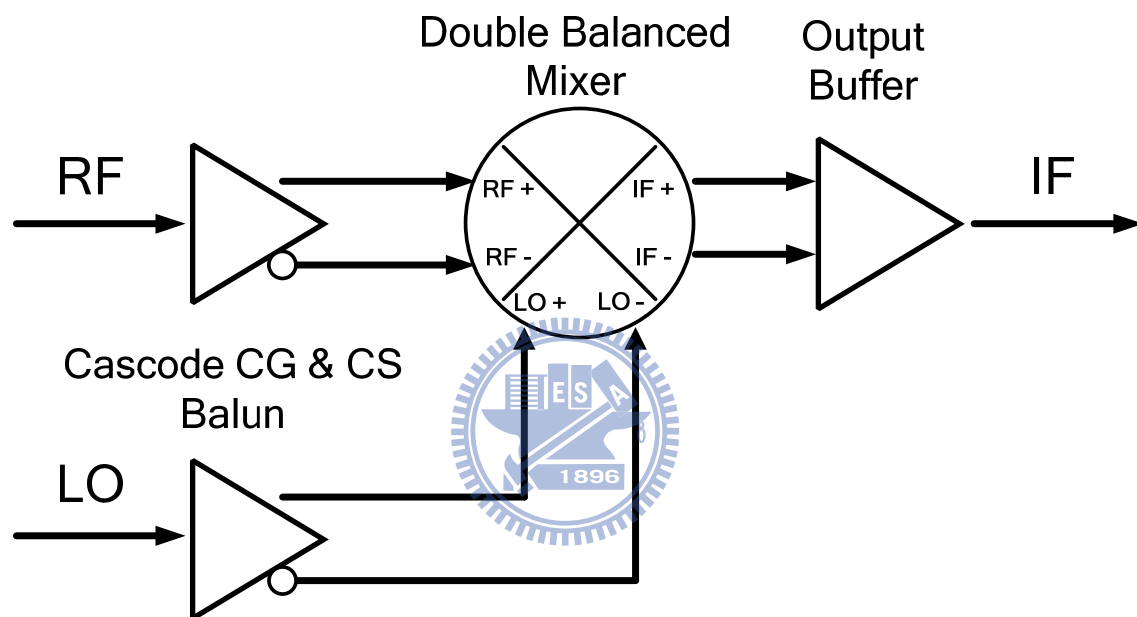 Double Balanced
Mixer
Output
Buffer
RF
RF +
IF +
IF
RF -
IF -
LO +
LO -
Cascode CG & CS
Balun
LO
E S A
1896